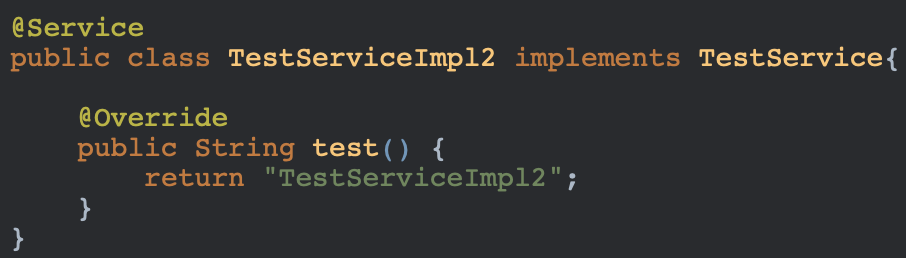 @Service
public class TestServiceImpl2 implements TestService{
@Override
public String test() {
return "TestServiceImpl2";
}
}